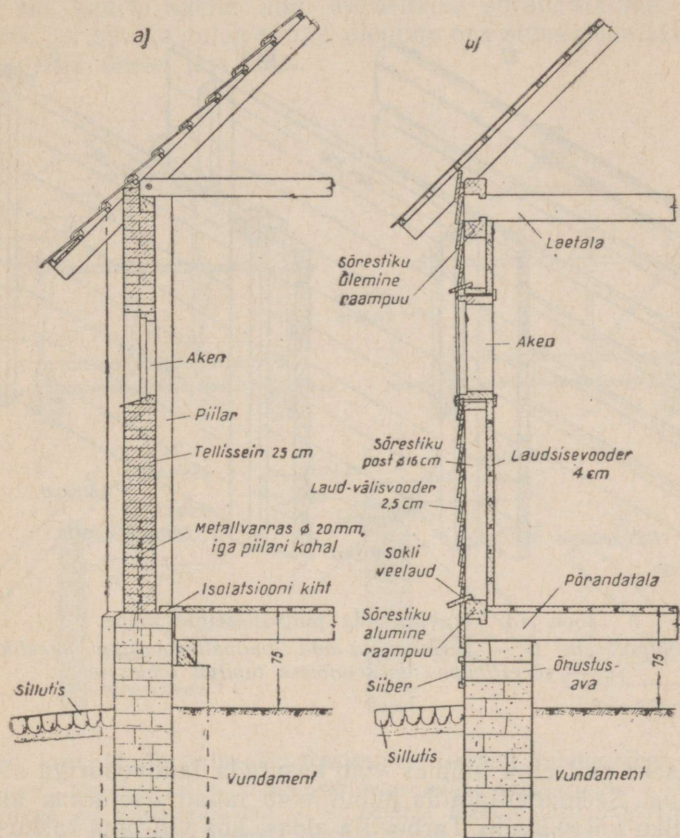 a)
Aken
Piilar
Tellissein 25 cm
Metallvarras ø 20 mm,
iga piilari kohal
Isolatsiooni kiht
75
Sillutis
Vundament
u)
Laetala
Sõrestiku
ülemine
raampuu
Aken
Sõrestiku
post ø 16 cm
Laudsisevooder
4 cm
Laud-välisvooder
2,5 cm
Sokli
veelaud
Põrandatala
Sõrestiku
alumine
raampuu
75
Siiber
Õhustus-
ava
Sillutis
Vundament